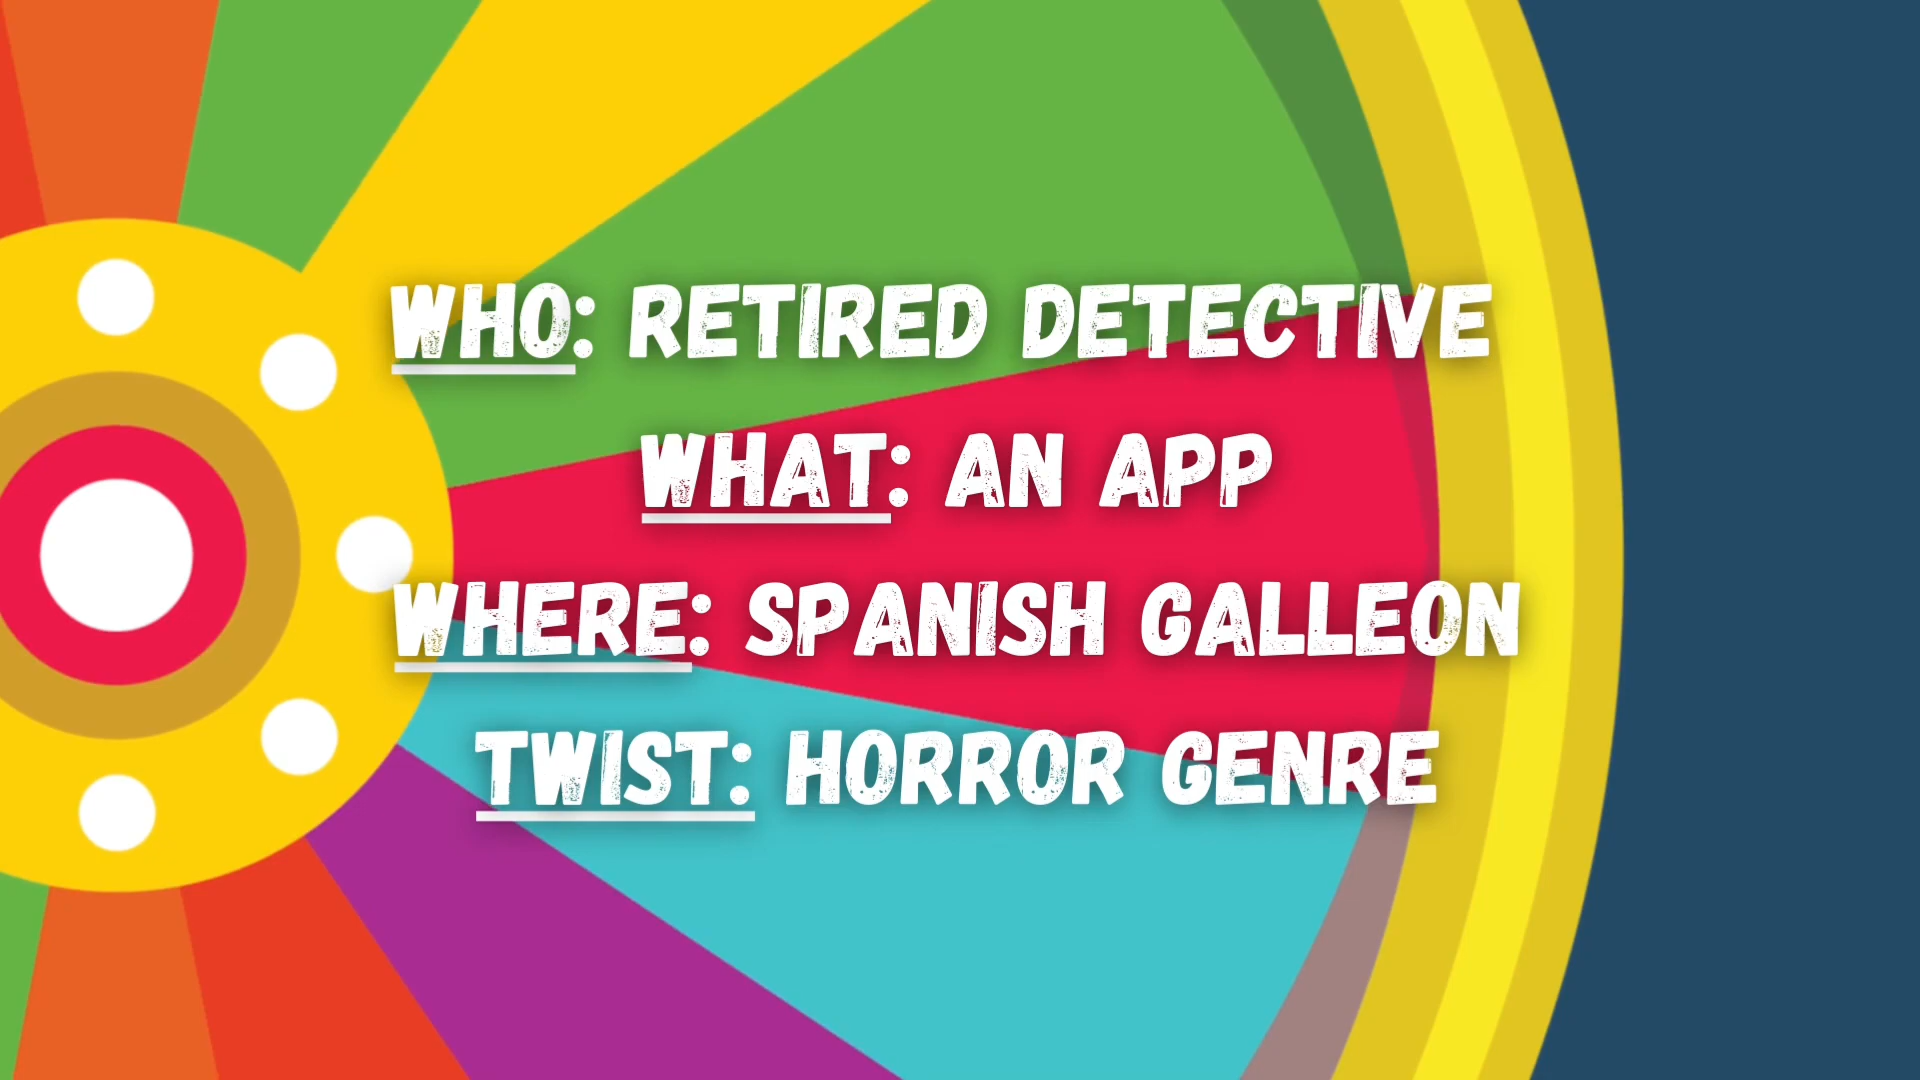 WHO: RETIRED DETECTIVE
WHAT: AN APP
WHERE: SPANISH GALLEON
TWIST: HORROR GENRE